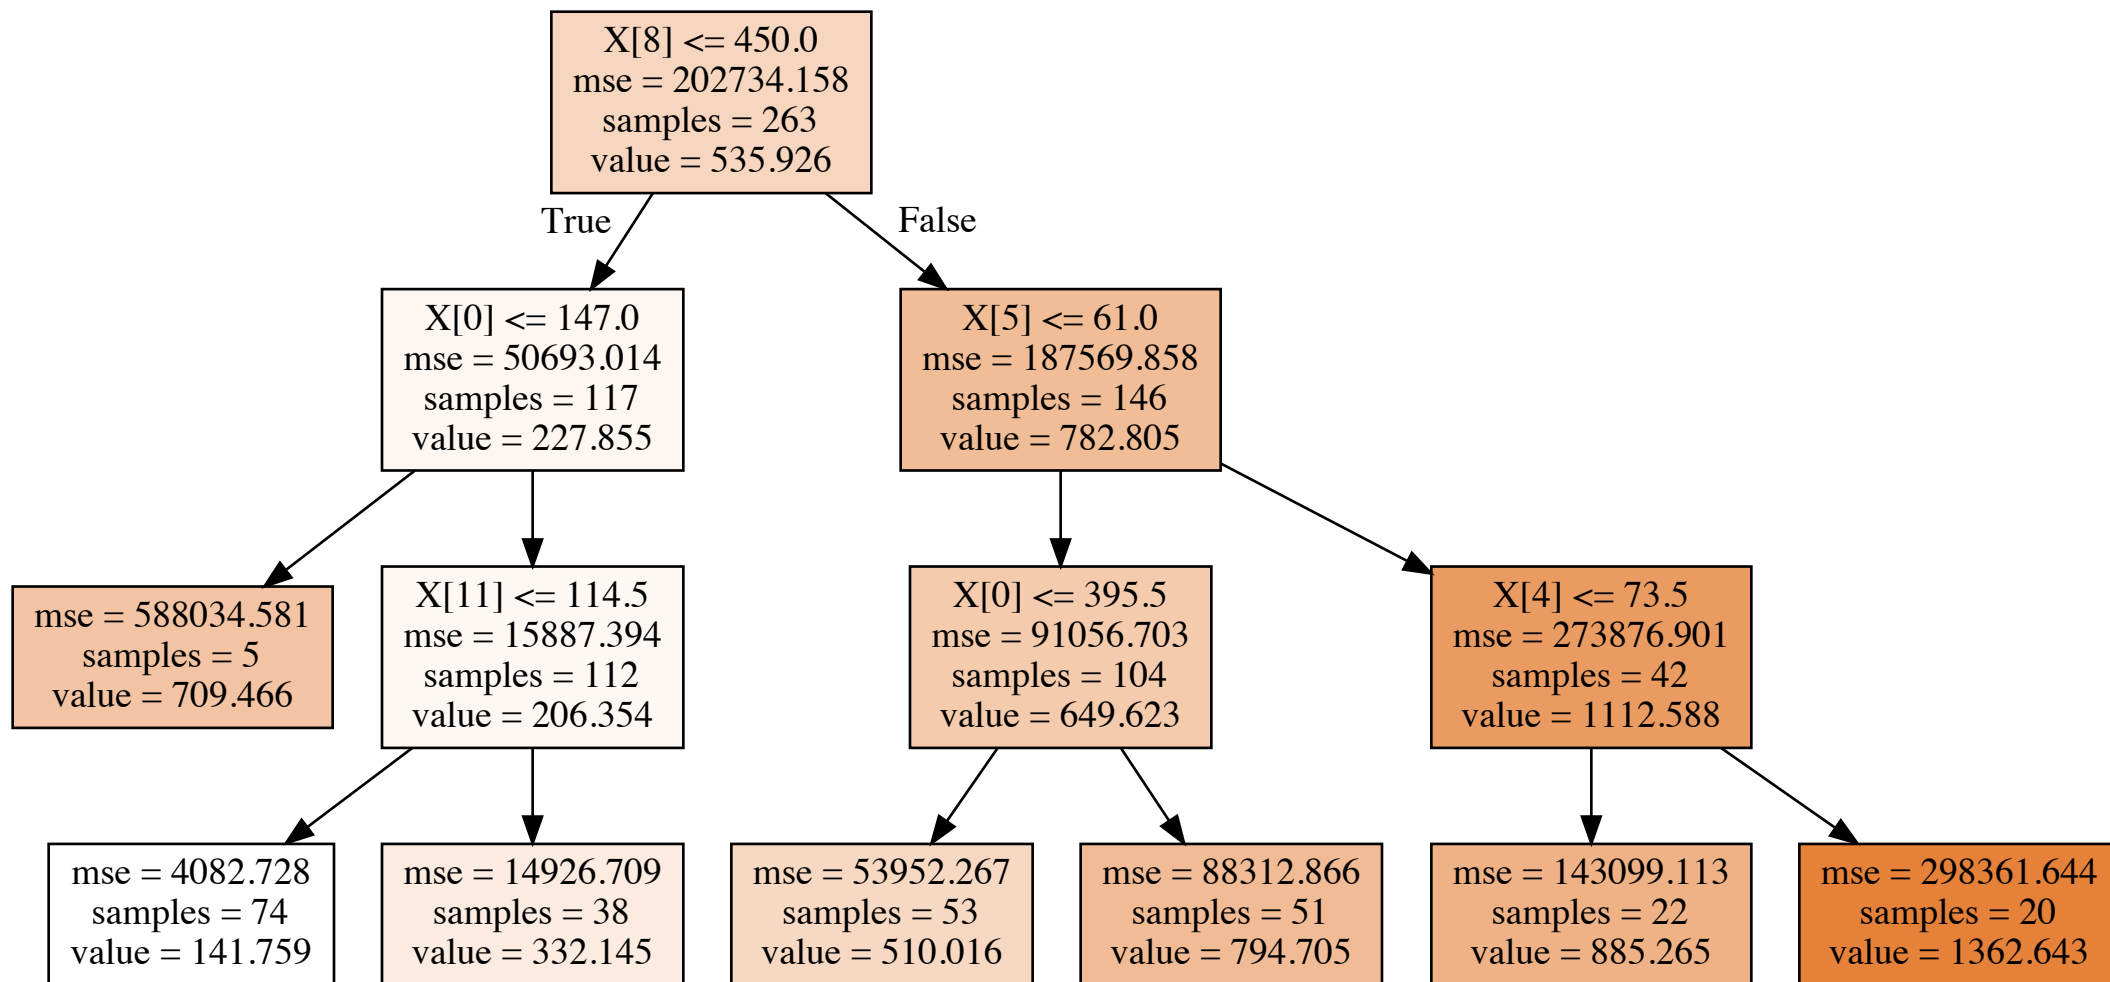 X[8] <= 450.0
mse = 202734.158
samples = 263
value = 535.926
True
False
X[0] <= 147.0
mse = 50693.014
samples = 117
value = 227.855
X[5] <= 61.0
mse = 187569.858
samples = 146
value = 782.805
mse = 588034.581
samples = 5
value = 709.466
X[11] <= 114.5
mse = 15887.394
samples = 112
value = 206.354
X[0] <= 395.5
mse = 91056.703
samples = 104
value = 649.623
X[4] <= 73.5
mse = 273876.901
samples = 42
value = 1112.588
mse = 4082.728
samples = 74
value = 141.759
mse = 14926.709
samples = 38
value = 332.145
mse = 53952.267
samples = 53
value = 510.016
mse = 88312.866
samples = 51
value = 794.705
mse = 143099.113
samples = 22
value = 885.265
mse = 298361.644
samples = 20
value = 1362.643